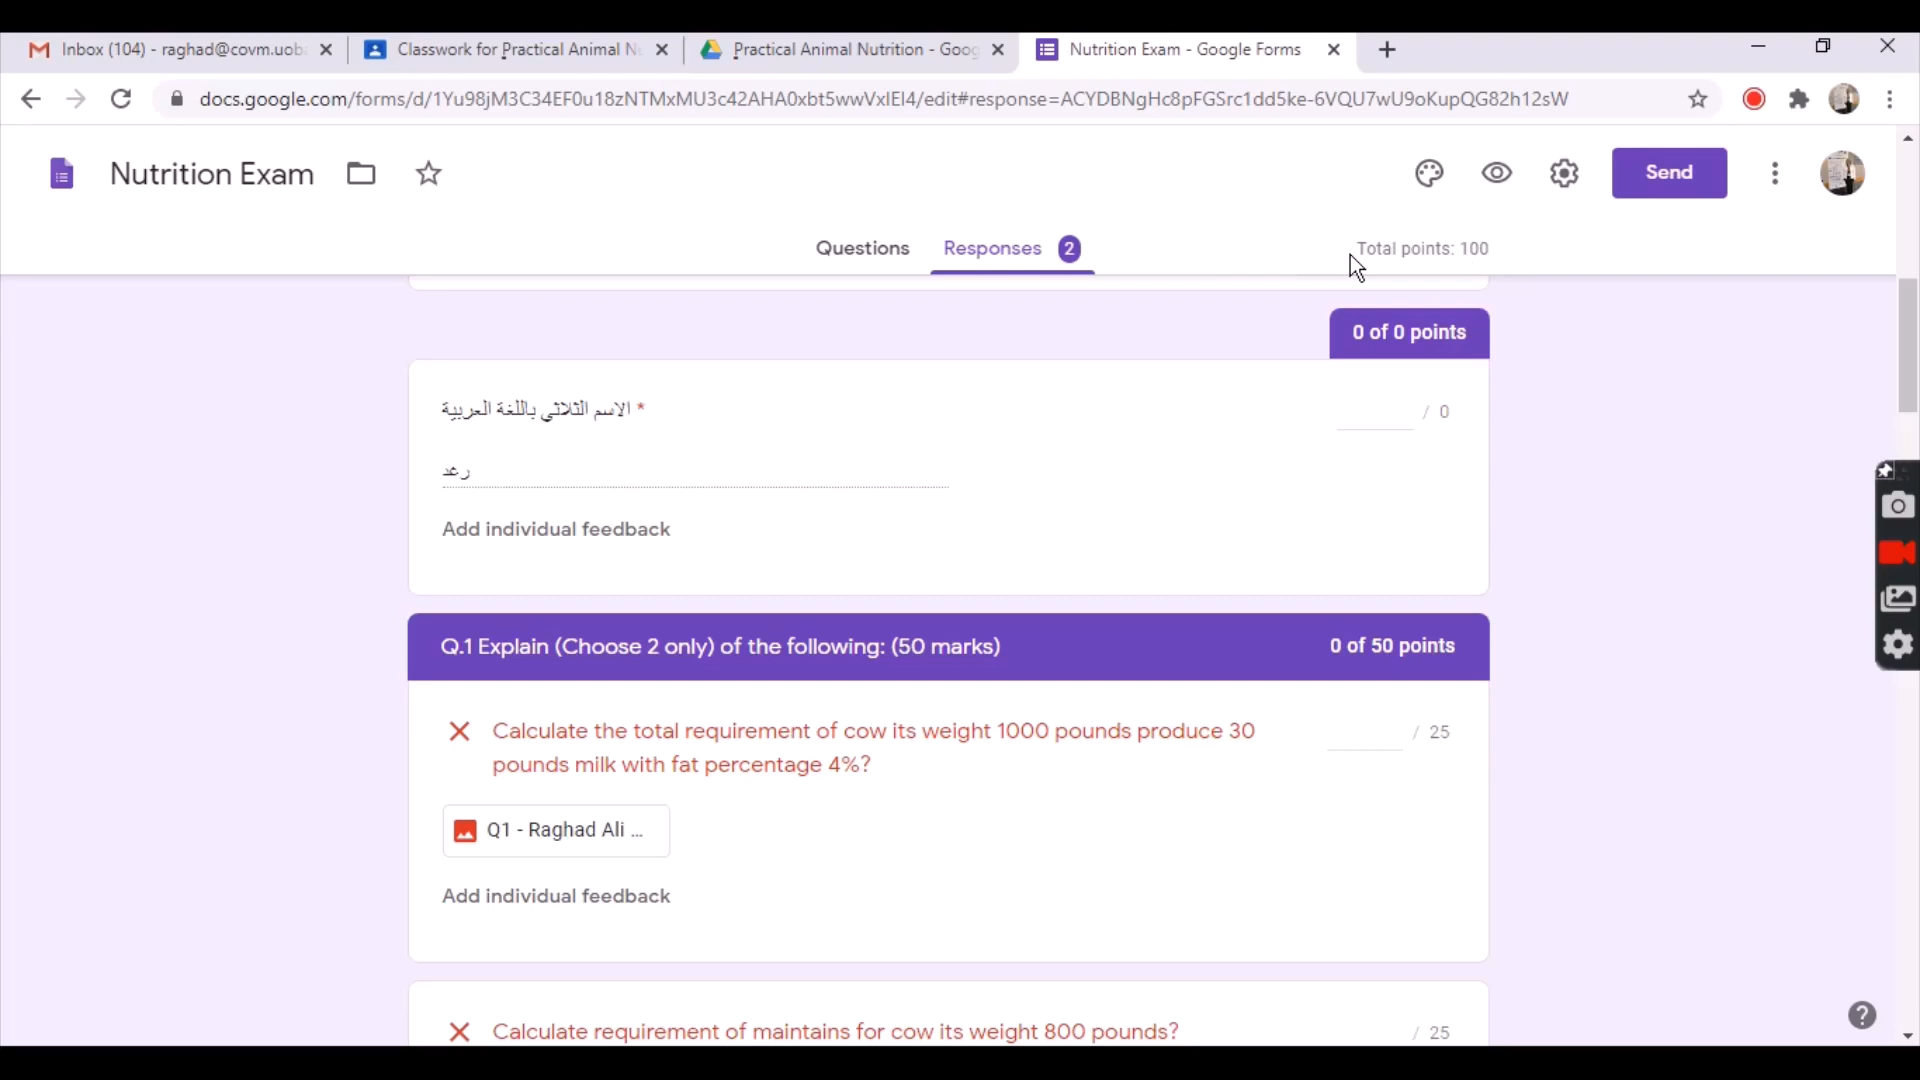 Inbox (104) - raghad@covm.uob
Classwork for Practical Animal N
Practical Animal Nutrition - Goog
Nutrition Exam - Google Forms
docs.google.com/forms/d/1Yu98jM3C34EF0u18zNTMxMU3c42AHA0xbt5wwVxIEI4/edit#response=ACYDBNgHc8pFGSrc1dd5ke-6VQU7wU9oKupQG82h12sW
Nutrition Exam
Send
Questions
Responses 2
Total points: 100
0 of 0 points
الاسم الثلاثي باللغة العربية *
/ 0
رغد
Add individual feedback
Q.1 Explain (Choose 2 only) of the following: (50 marks)
0 of 50 points
Calculate the total requirement of cow its weight 1000 pounds produce 30
pounds milk with fat percentage 4%?
/ 25
Q1 - Raghad Ali ...
Add individual feedback
Calculate requirement of maintains for cow its weight 800 pounds?
/ 25